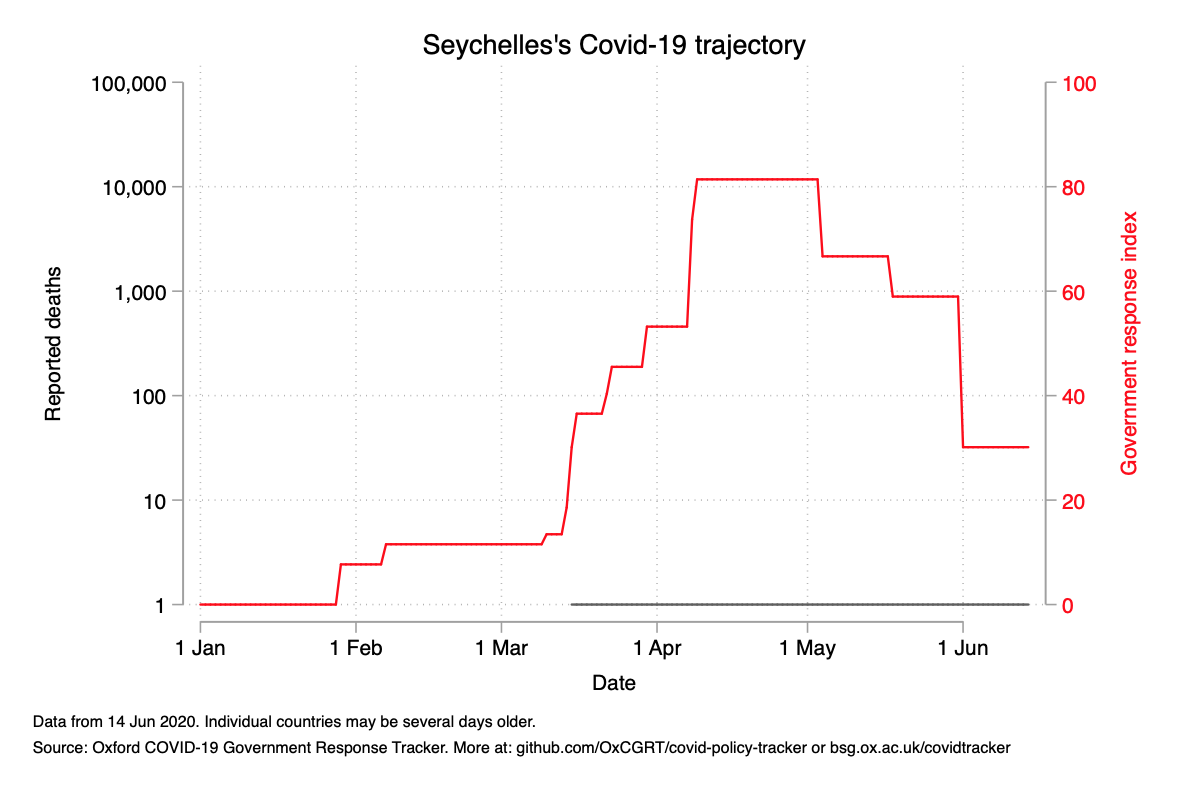 Seychelles's Covid-19 trajectory
100,000
10,000
1,000
100
10
1
Reported deaths
100
80
60
40
20
0
Government response index
1 Jan
1 Feb
1 Mar
1 Apr
1 May
1 Jun
Date
Data from 14 Jun 2020. Individual countries may be several days older.
Source: Oxford COVID-19 Government Response Tracker. More at: github.com/OxCGRT/covid-policy-tracker or bsg.ox.ac.uk/covidtracker